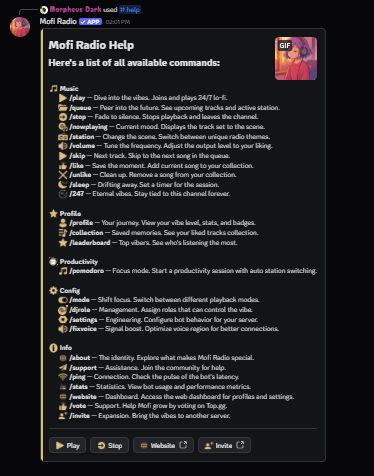 Morpheus Dark used help
Mofi Radio APP 02:01 PM
Mofi Radio Help
GIF
Here's a list of all available commands:
Music
/play — Dive into the vibes. Joins and plays 24/7 lo-fi.
/queue — Peer into the future. See upcoming tracks and active station.
/stop — Fade to silence. Stops playback and leaves the channel.
/nowplaying — Current mood. Displays the track set to the scene.
/station — Change the scene. Switch between unique radio themes.
/volume — Tune the frequency. Adjust the output level to your liking.
/skip — Next track. Skip to the next song in the queue.
/like — Save the moment. Add current song to your collection.
/unlike — Clean up. Remove a song from your collection.
/sleep — Drifting away. Set a timer for the session.
/247 — Eternal vibes. Stay tied to this channel forever.
Profile
/profile — Your journey. View your vibe level, stats, and badges.
/collection — Saved memories. See your liked tracks collection.
/leaderboard — Top vibers. See who's listening the most.
Productivity
/pomodoro — Focus mode. Start a productivity session with auto station switching.
Config
/mode — Shift focus. Switch between different playback modes.
/djrole — Management. Assign roles that can control the vibe.
/settings — Engineering. Configure bot behavior for your server.
/fixvoice — Signal boost. Optimize voice region for better connections.
Info
/about — The identity. Explore what makes Mofi Radio special.
/support — Assistance. Join the community for help.
/ping — Connection. Check the pulse of the bot's latency.
/stats — Statistics. View bot usage and performance metrics.
/website — Dashboard. Access the web dashboard for profiles and settings.
/vote — Support. Help Mofi grow by voting on Top.gg.
/invite — Expansion. Bring the vibes to another server.
Play Stop Website Invite